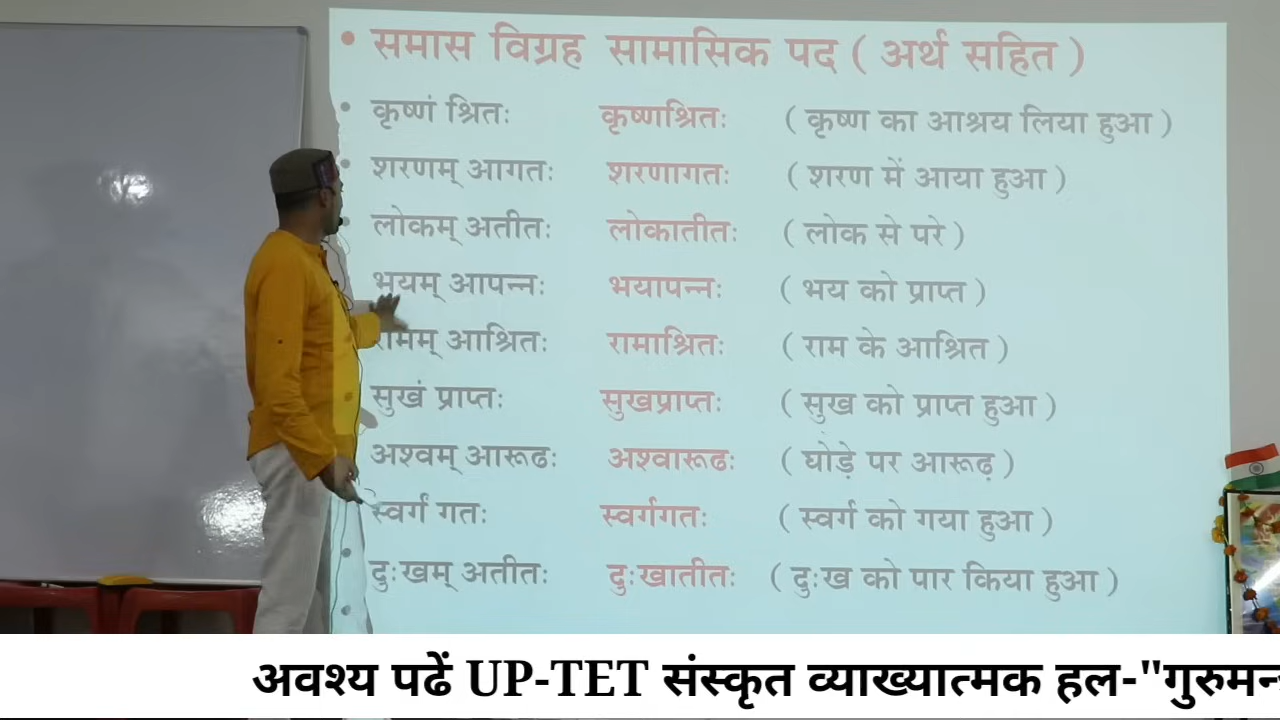 • समास विग्रह सामासिक पद ( अर्थ सहित )
• कृष्णं श्रितः कृष्णश्रितः ( कृष्ण का आश्रय लिया हुआ )
• शरणम् आगतः शरणागतः ( शरण में आया हुआ )
लोकम् अतीतः लोकातीतः ( लोक से परे )
भयम् आपन्नः भयापन्नः ( भय को प्राप्त )
रामम् आश्रितः रामाश्रितः ( राम के आश्रित )
सुखं प्राप्तः सुखप्राप्तः ( सुख को प्राप्त हुआ )
अश्वम् आरूढः अश्वारूढः ( घोड़े पर आरूढ़ )
स्वर्गं गतः स्वर्गगतः ( स्वर्ग को गया हुआ )
दुःखम् अतीतः दुःखातीतः ( दुःख को पार किया हुआ )
अवश्य पढें UP-TET संस्कृत व्याख्यात्मक हल-"